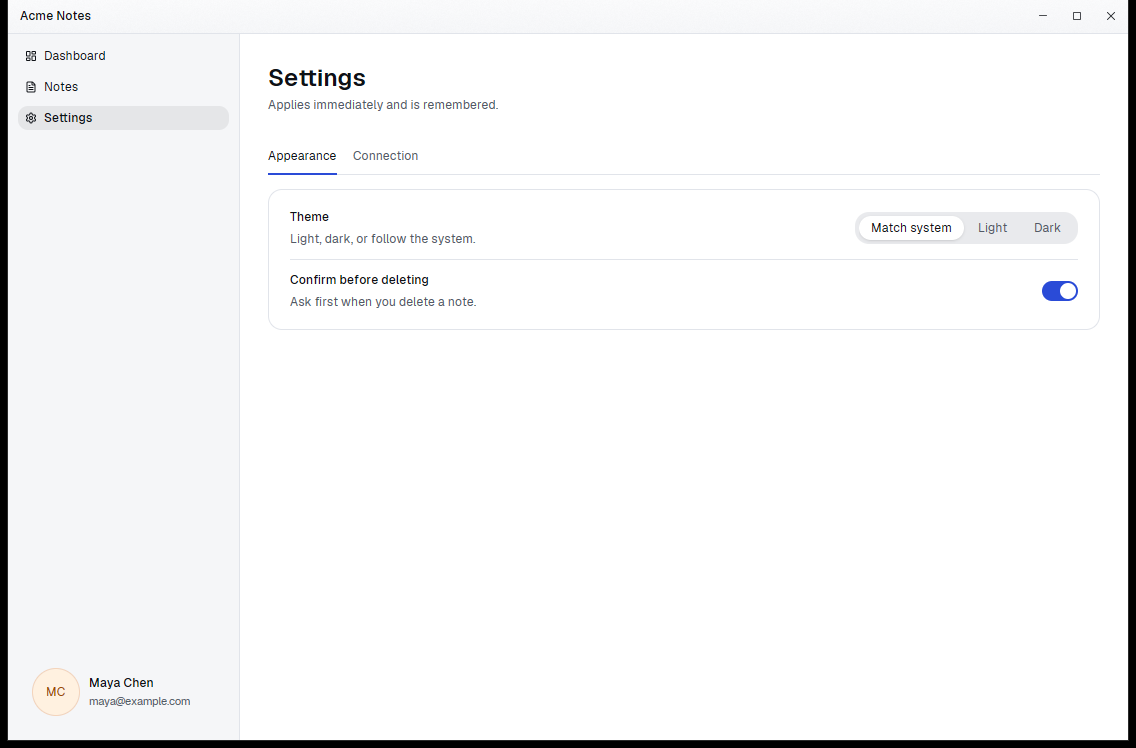 Acme Notes
Dashboard
Notes
Settings
Settings
Applies immediately and is remembered.
Appearance
Connection
Theme
Light, dark, or follow the system.
Match system
Light
Dark
Confirm before deleting
Ask first when you delete a note.
MC
Maya Chen
maya@example.com